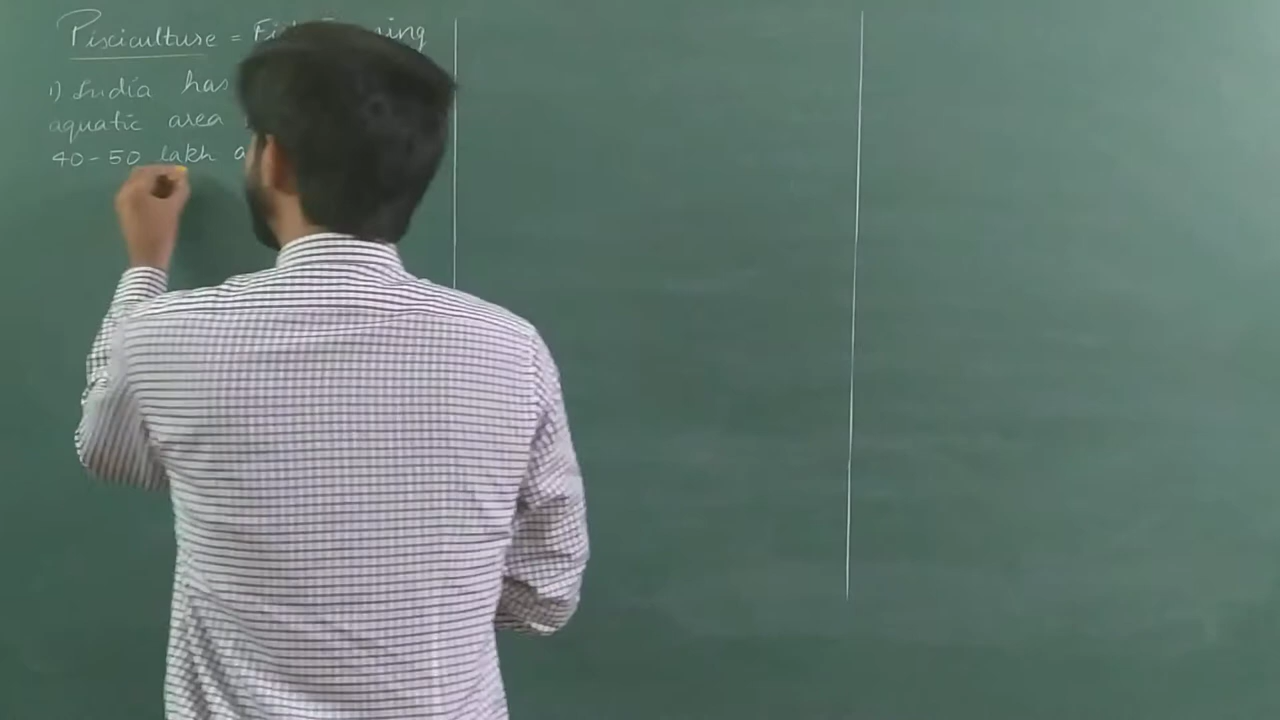 Pisciculture =
1) India has
aquatic area
40-50 lakh